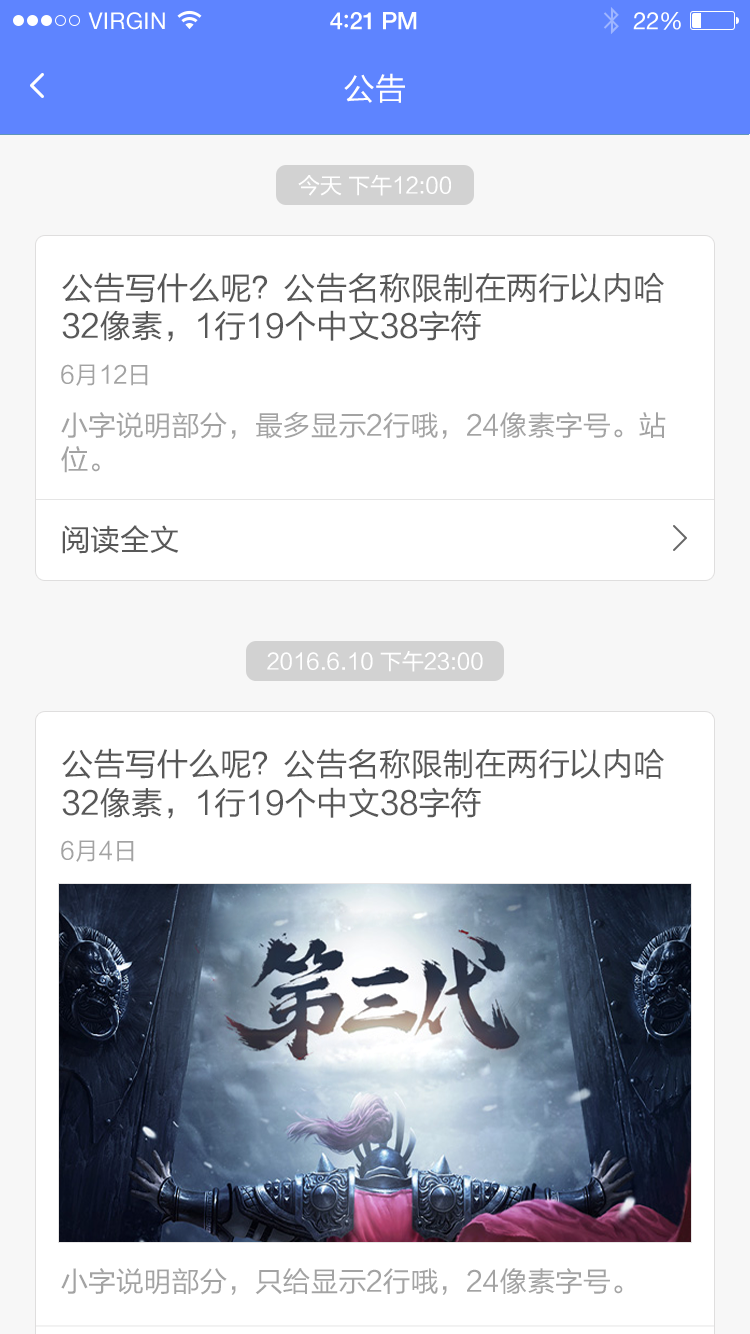 VIRGIN 4:21 PM 22%
公告
今天 下午12:00
公告写什么呢？公告名称限制在两行以内哈
32像素，1行19个中文38字符
6月12日
小字说明部分，最多显示2行哦，24像素字号。站
位。
阅读全文
2016.6.10 下午23:00
公告写什么呢？公告名称限制在两行以内哈
32像素，1行19个中文38字符
6月4日
第三代
小字说明部分，只给显示2行哦，24像素字号。